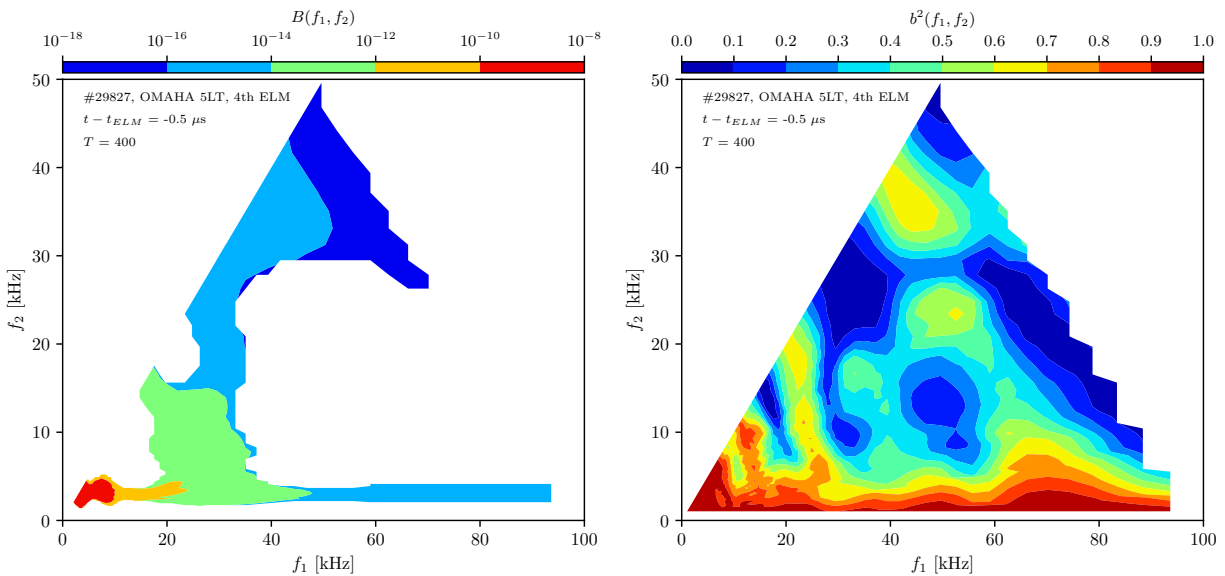 B(f₁, f₂)
10⁻¹⁸ 10⁻¹⁶ 10⁻¹⁴ 10⁻¹² 10⁻¹⁰ 10⁻⁸
#29827, OMAHA 5LT, 4th ELM
t − t_ELM = -0.5 μs
T = 400
50
40
30
20
10
0
f₂ [kHz]
0 20 40 60 80 100
f₁ [kHz]
b²(f₁, f₂)
0.0 0.1 0.2 0.3 0.4 0.5 0.6 0.7 0.8 0.9 1.0
#29827, OMAHA 5LT, 4th ELM
t − t_ELM = -0.5 μs
T = 400
50
40
30
20
10
0
f₂ [kHz]
0 20 40 60 80 100
f₁ [kHz]